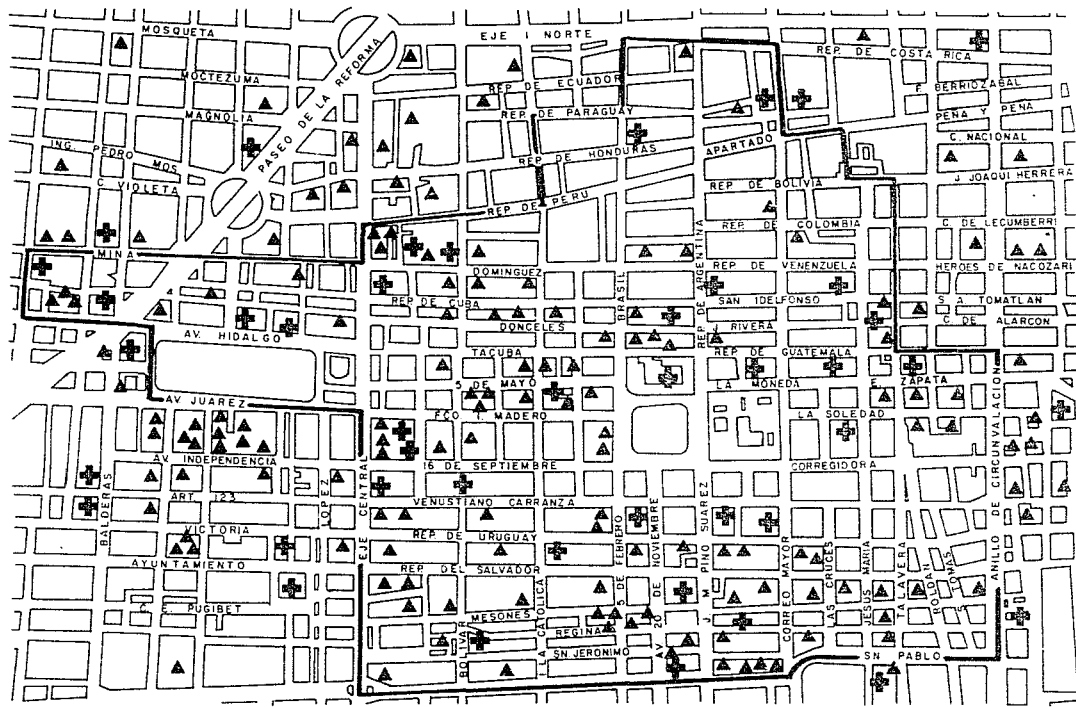 MOSQUETA
EJE 1 NORTE
REP. DE COSTA RICA
MOCTEZUMA
PASEO DE LA REFORMA
REP DE ECUADOR
F. BERRIOZABAL
MAGNOLIA
REP. DE PARAGUAY
PEÑA Y PEÑA
ING. PEDRO MOS
REP DE HONDURAS
APARTADO
C. NACIONAL
C. VIOLETA
REP DE BOLIVIA
J. JOAQUI HERRERA
REP DE PERU
REP. DE COLOMBIA
C. DE LECUMBERRI
MINA
DOMINGUEZ
BRASIL
REP DE ARGENTINA
REP DE VENENZUELA
HEROES DE NACOZARI
REP. DE CUBA
SAN IDELFONSO
S. A. TOMATLAN
AV. HIDALGO
DONCELES
J. RIVERA
C. DE ALARCON
TACUBA
REP. DE GUATEMALA
5 DE MAYO
LA MONEDA
E. ZAPATA
AV JUAREZ
FCO I. MADERO
LA SOLEDAD
AV. INDEPENDENCIA
16 DE SEPTIEMBRE
CORREGIDORA
ART. 123
VENUSTIANO CARRANZA
BALDERAS
LOPEZ
EJE CENTRAL
ANILLO DE CIRCUNVALACION
VICTORIA
REP DE URUGUAY
5 DE FEBRERO
AV 20 DE NOVIEMBRE
J. M PINO SUAREZ
AYUNTAMIENTO
REP. DEL SALVADOR
CORREO MAYOR
LAS CRUCES
JESUS MARIA
TALAVERA
ROLDAN
S. TOMAS
C. E. PUGIBET
MESONES
BOLIVAR
I LA CATOLICA
REGINA
SN. JERONIMO
SN PABLO